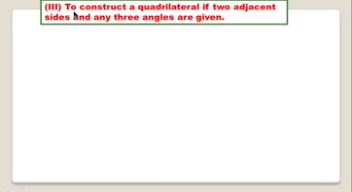 (III) To construct a quadrilateral if two adjacent
sides and any three angles are given.